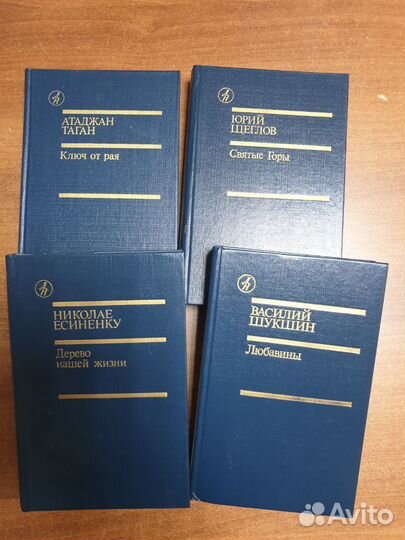 АТАДЖАН
ТАГАН
Ключ от рая
ЮРИЙ
ЩЕГЛОВ
Святые Горы
НИКОЛАЕ
ЕСИНЕНКУ
Дерево
нашей жизни
ВАСИЛИЙ
ШУКШИН
Любавины
Avito